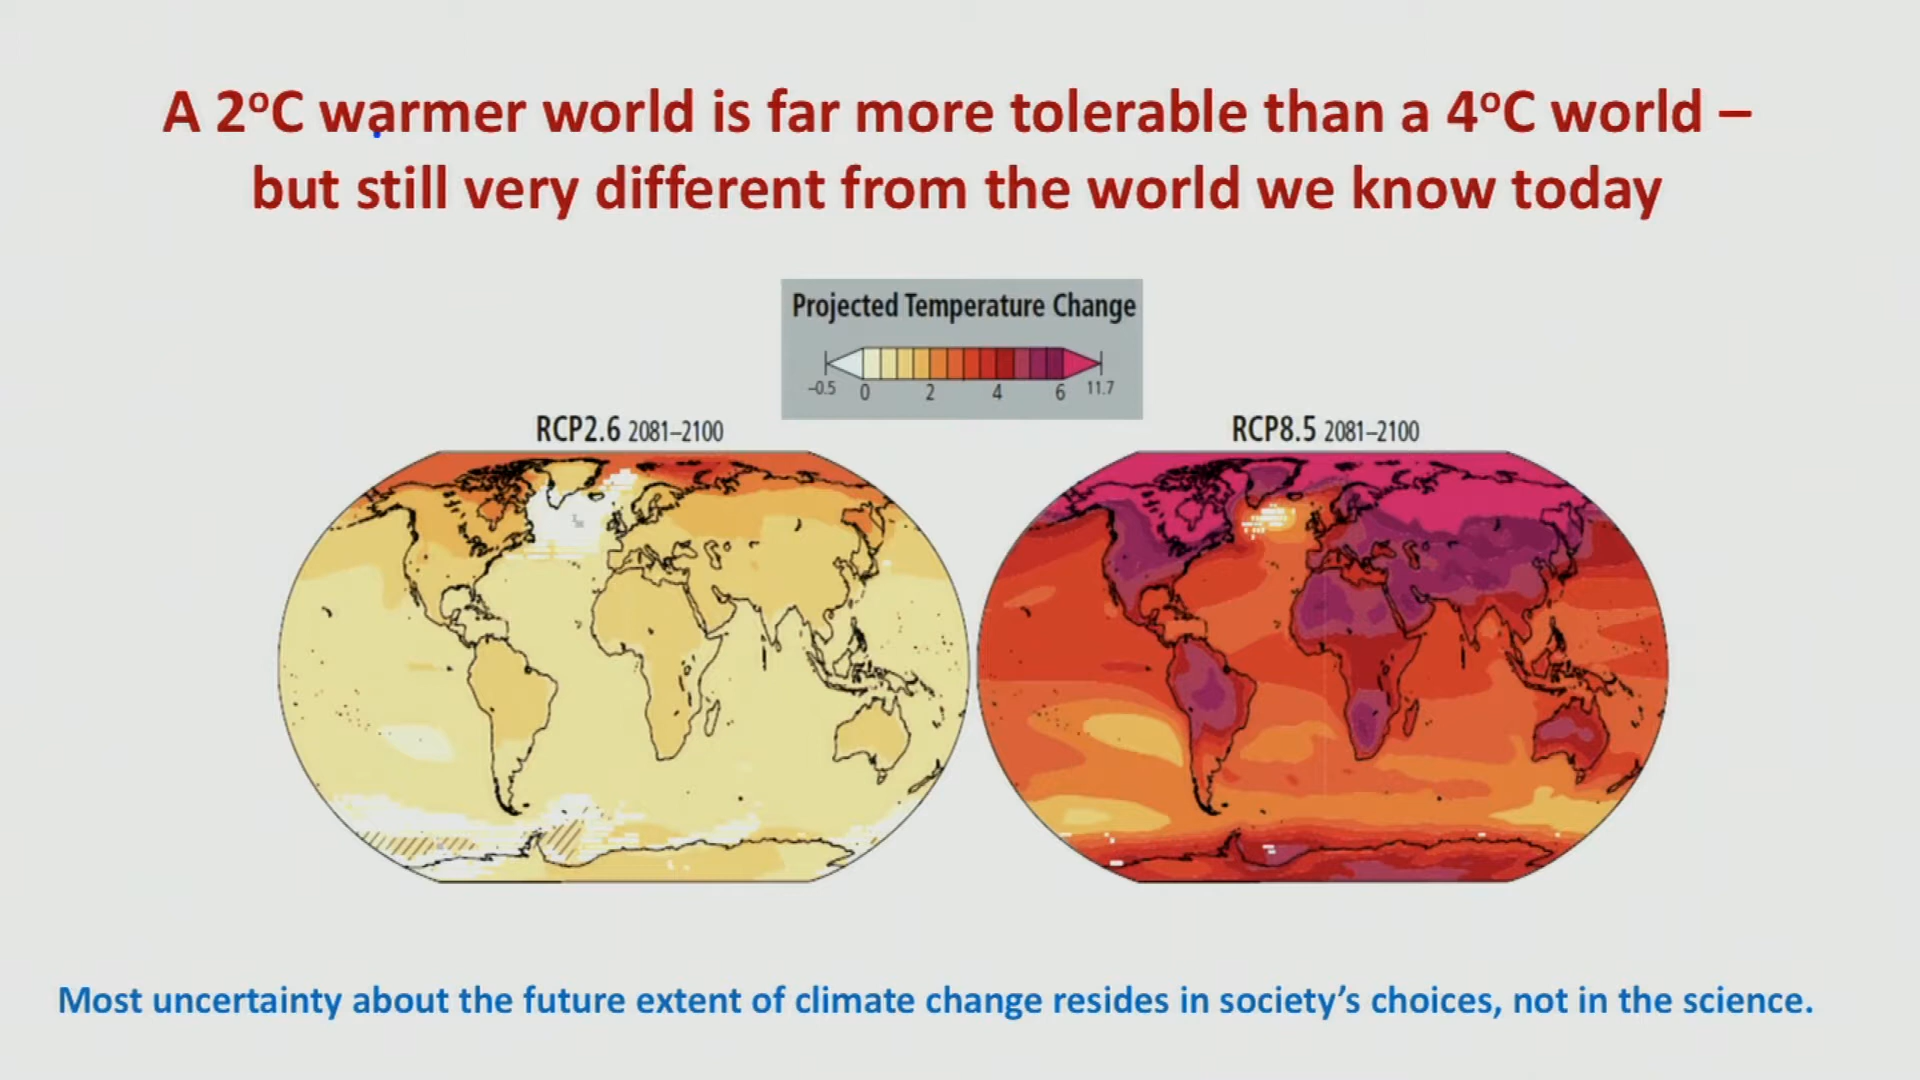 A 2ºC warmer world is far more tolerable than a 4ºC world –
but still very different from the world we know today
Projected Temperature Change
–0.5 0 2 4 6 11.7
RCP2.6 2081–2100
RCP8.5 2081–2100
Most uncertainty about the future extent of climate change resides in society’s choices, not in the science.